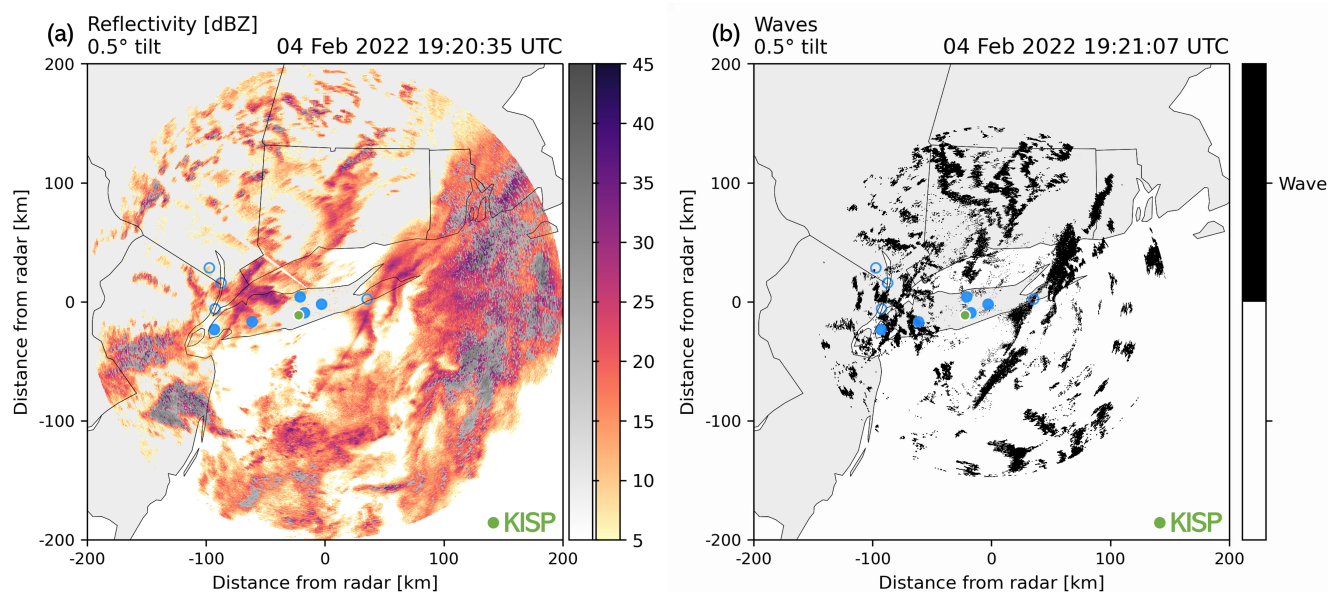 (a)
Reflectivity [dBZ]
0.5° tilt
04 Feb 2022 19:20:35 UTC
200
100
0
-100
-200
Distance from radar [km]
-200
-100
0
100
200
Distance from radar [km]
KISP
45
40
35
30
25
20
15
10
5
(b)
Waves
0.5° tilt
04 Feb 2022 19:21:07 UTC
200
100
0
-100
-200
Distance from radar [km]
-200
-100
0
100
200
Distance from radar [km]
KISP
Wave